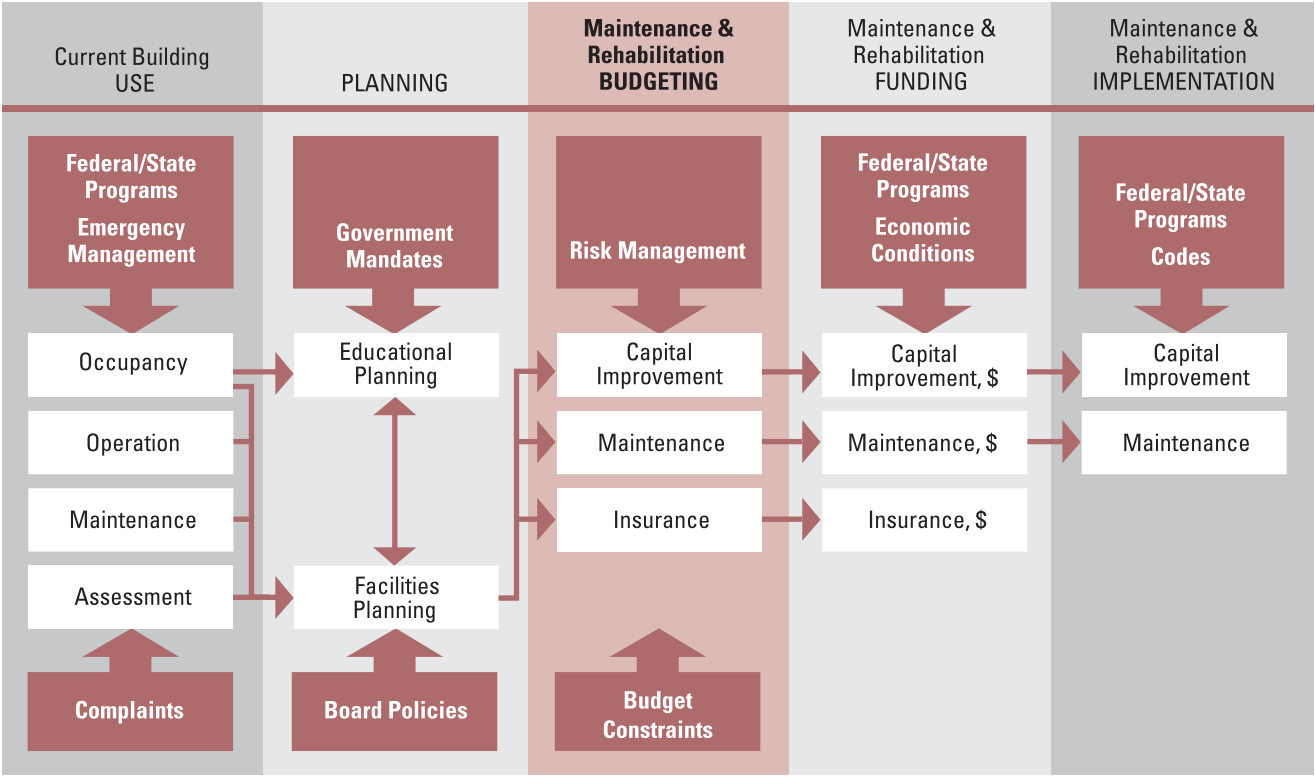 Current Building
USE
PLANNING
Maintenance &
Rehabilitation
BUDGETING
Maintenance &
Rehabilitation
FUNDING
Maintenance &
Rehabilitation
IMPLEMENTATION
Federal/State
Programs
Emergency
Management
Government
Mandates
Risk Management
Federal/State
Programs
Economic
Conditions
Federal/State
Programs
Codes
Occupancy
Educational
Planning
Capital
Improvement
Capital
Improvement, $
Capital
Improvement
Operation
Maintenance
Maintenance, $
Maintenance
Maintenance
Insurance
Insurance, $
Assessment
Facilities
Planning
Complaints
Board Policies
Budget
Constraints